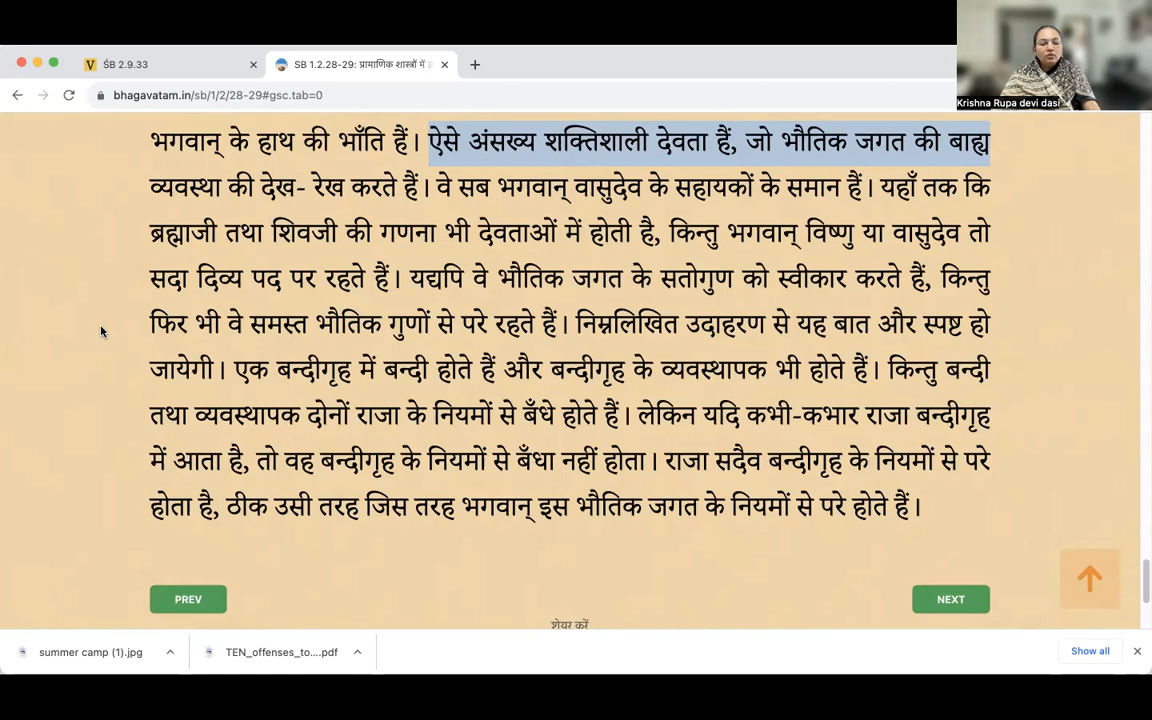 ŚB 2.9.33
SB 1.2.28-29: प्रामाणिक शास्त्रों में
bhagavatam.in/sb/1/2/28-29#gsc.tab=0
Krishna Rupa devi dasi
भगवान् के हाथ की भाँति हैं। ऐसे अंसख्य शक्तिशाली देवता हैं, जो भौतिक जगत की बाह्य
व्यवस्था की देख- रेख करते हैं। वे सब भगवान् वासुदेव के सहायकों के समान हैं। यहाँ तक कि
ब्रह्माजी तथा शिवजी की गणना भी देवताओं में होती है, किन्तु भगवान् विष्णु या वासुदेव तो
सदा दिव्य पद पर रहते हैं। यद्यपि वे भौतिक जगत के सतोगुण को स्वीकार करते हैं, किन्तु
फिर भी वे समस्त भौतिक गुणों से परे रहते हैं। निम्नलिखित उदाहरण से यह बात और स्पष्ट हो
जायेगी। एक बन्दीगृह में बन्दी होते हैं और बन्दीगृह के व्यवस्थापक भी होते हैं। किन्तु बन्दी
तथा व्यवस्थापक दोनों राजा के नियमों से बँधे होते हैं। लेकिन यदि कभी-कभार राजा बन्दीगृह
में आता है, तो वह बन्दीगृह के नियमों से बँधा नहीं होता। राजा सदैव बन्दीगृह के नियमों से परे
होता है, ठीक उसी तरह जिस तरह भगवान् इस भौतिक जगत के नियमों से परे होते हैं।
PREV
NEXT
शेयर करें
summer camp (1).jpg
TEN_offenses_to....pdf
Show all